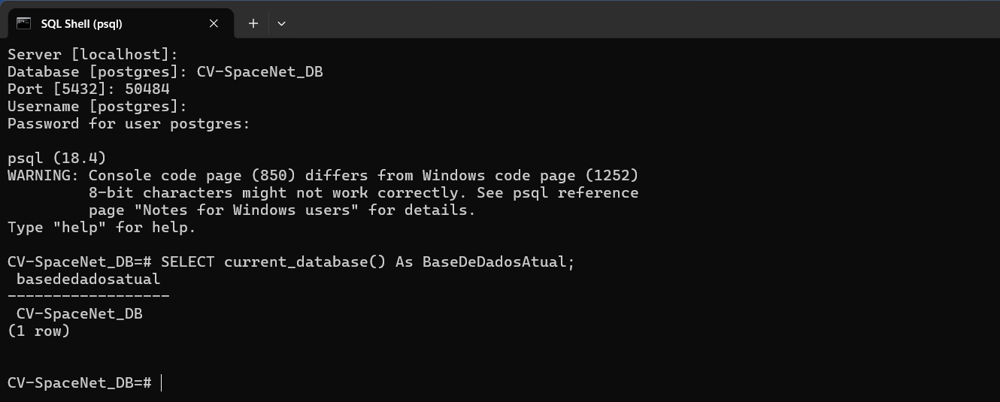 SQL Shell (psql)
Server [localhost]:
Database [postgres]: CV-SpaceNet_DB
Port [5432]: 50484
Username [postgres]:
Password for user postgres:
psql (18.4)
WARNING: Console code page (850) differs from Windows code page (1252)
         8-bit characters might not work correctly. See psql reference
         page "Notes for Windows users" for details.
Type "help" for help.
CV-SpaceNet_DB=# SELECT current_database() As BaseDeDadosAtual;
 basededadosatual
------------------
 CV-SpaceNet_DB
(1 row)
CV-SpaceNet_DB=#